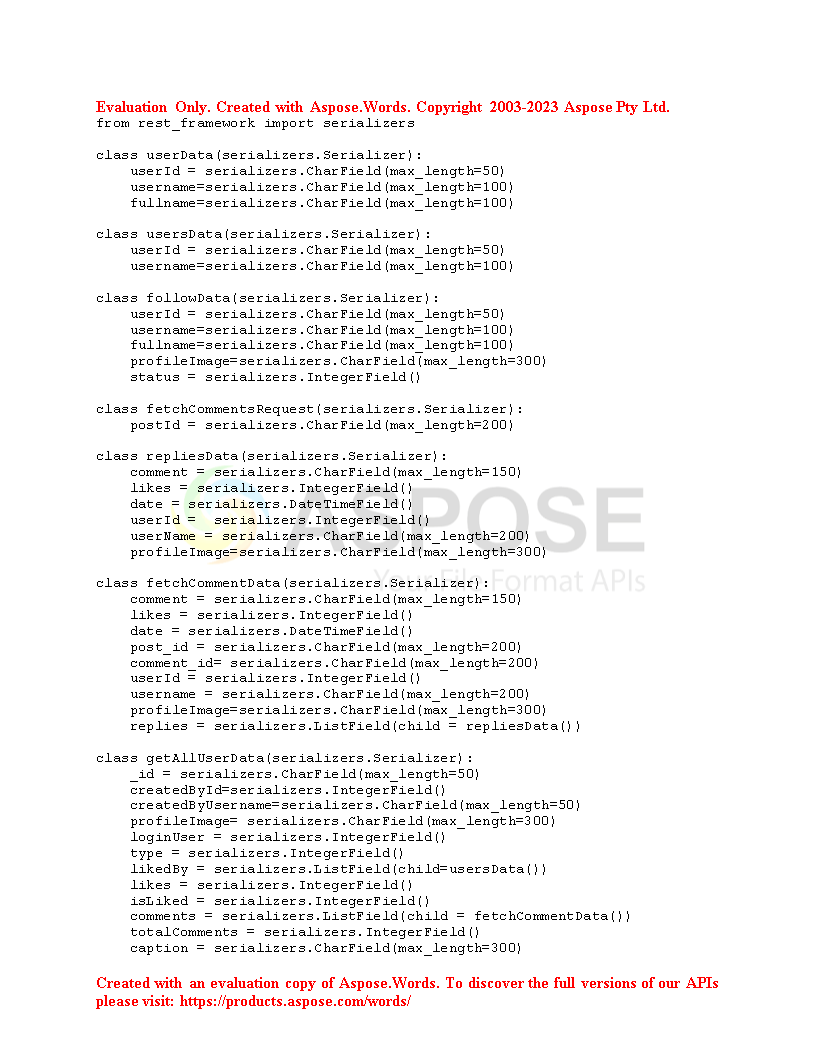 Evaluation Only. Created with Aspose.Words. Copyright 2003-2023 Aspose Pty Ltd.
from rest_framework import serializers

class userData(serializers.Serializer):
    userId = serializers.CharField(max_length=50)
    username=serializers.CharField(max_length=100)
    fullname=serializers.CharField(max_length=100)

class usersData(serializers.Serializer):
    userId = serializers.CharField(max_length=50)
    username=serializers.CharField(max_length=100)

class followData(serializers.Serializer):
    userId = serializers.CharField(max_length=50)
    username=serializers.CharField(max_length=100)
    fullname=serializers.CharField(max_length=100)
    profileImage=serializers.CharField(max_length=300)
    status = serializers.IntegerField()

class fetchCommentsRequest(serializers.Serializer):
    postId = serializers.CharField(max_length=200)

class repliesData(serializers.Serializer):
    comment = serializers.CharField(max_length=150)
    likes = serializers.IntegerField()
    date = serializers.DateTimeField()
    userId =  serializers.IntegerField()
    userName = serializers.CharField(max_length=200)
    profileImage=serializers.CharField(max_length=300)
ASPOSE
Your File Format APIs

class fetchCommentData(serializers.Serializer):
    comment = serializers.CharField(max_length=150)
    likes = serializers.IntegerField()
    date = serializers.DateTimeField()
    post_id = serializers.CharField(max_length=200)
    comment_id= serializers.CharField(max_length=200)
    userId = serializers.IntegerField()
    username = serializers.CharField(max_length=200)
    profileImage=serializers.CharField(max_length=300)
    replies = serializers.ListField(child = repliesData())

class getAllUserData(serializers.Serializer):
    _id = serializers.CharField(max_length=50)
    createdById=serializers.IntegerField()
    createdByUsername=serializers.CharField(max_length=50)
    profileImage= serializers.CharField(max_length=300)
    loginUser = serializers.IntegerField()
    type = serializers.IntegerField()
    likedBy = serializers.ListField(child=usersData())
    likes = serializers.IntegerField()
    isLiked = serializers.IntegerField()
    comments = serializers.ListField(child = fetchCommentData())
    totalComments = serializers.IntegerField()
    caption = serializers.CharField(max_length=300)

Created with an evaluation copy of Aspose.Words. To discover the full versions of our APIs
please visit: https://products.aspose.com/words/